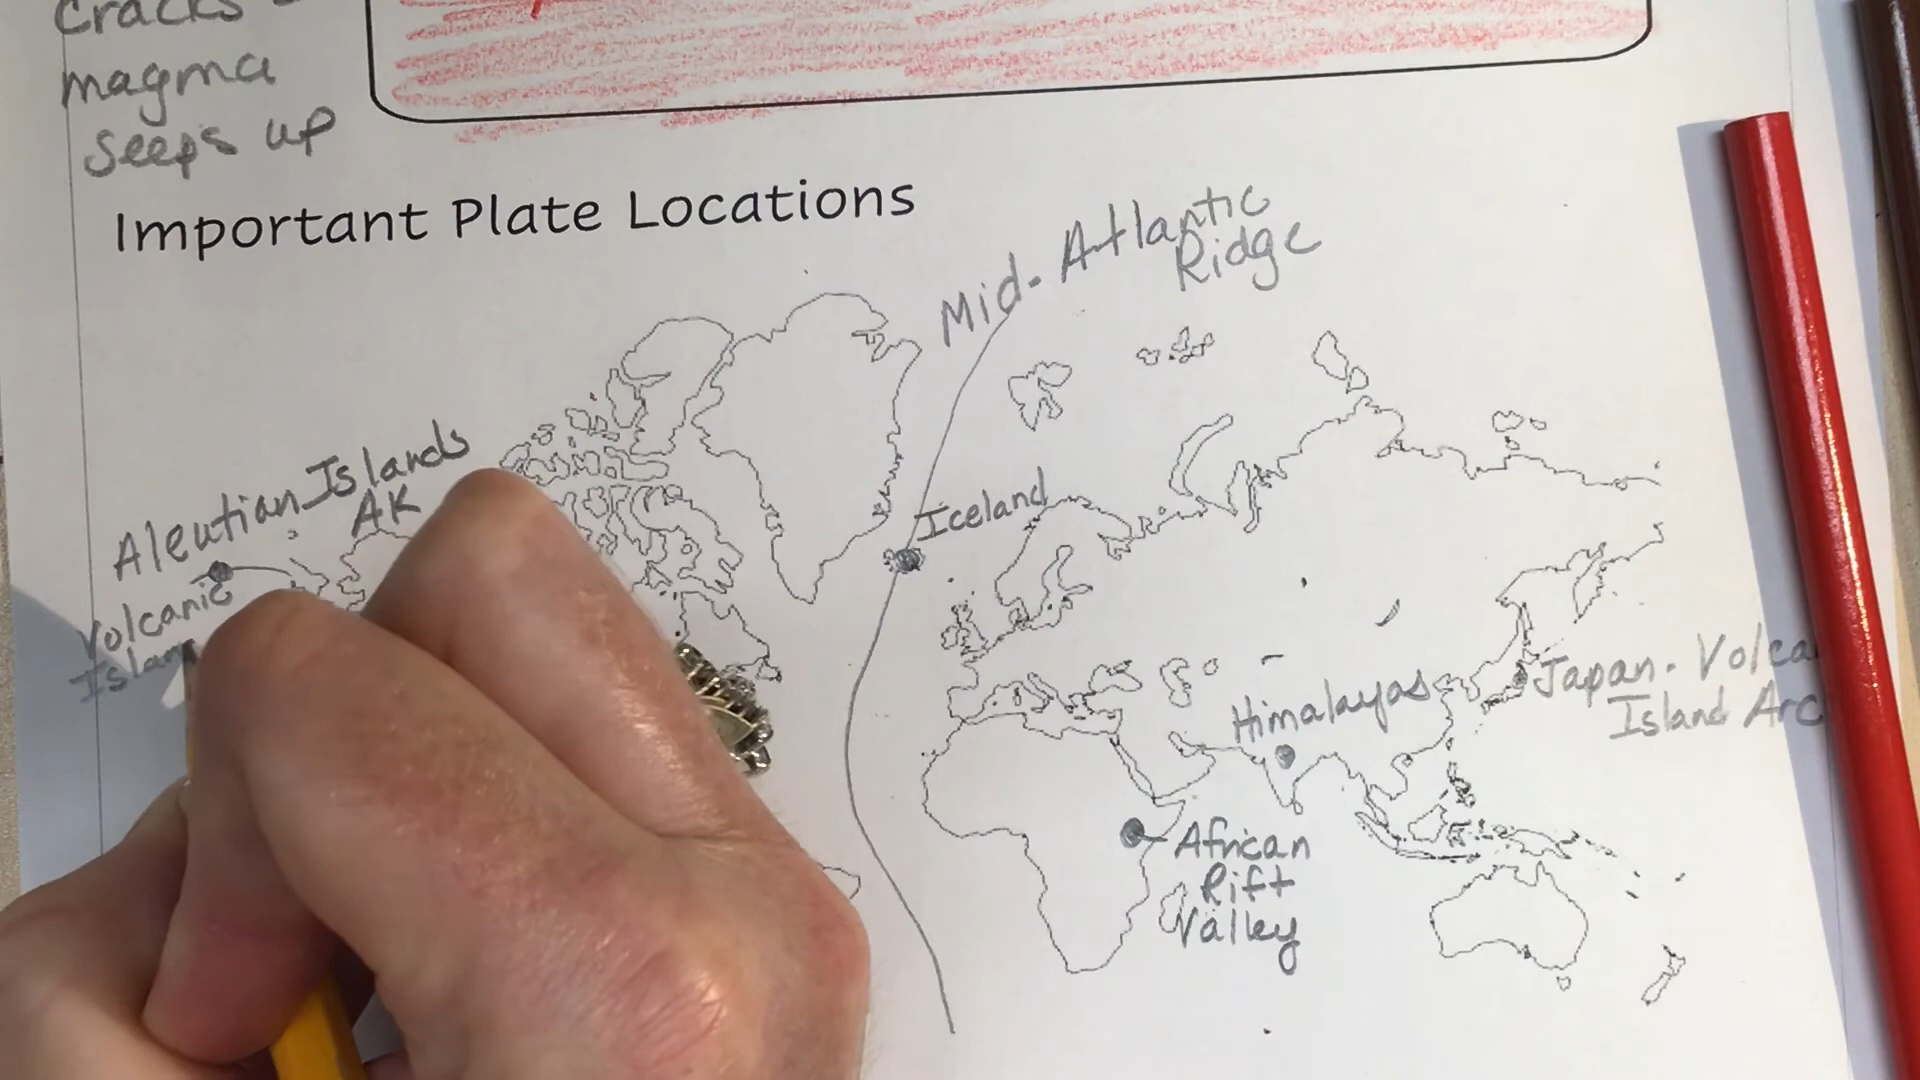 Cracks -
magma
seeps up
Important Plate Locations
Mid-Atlantic
Ridge
Aleutian Islands
AK
Volcanic
Iceland
Japan - 
Island Arc
Himalayas
African
Rift
Valley